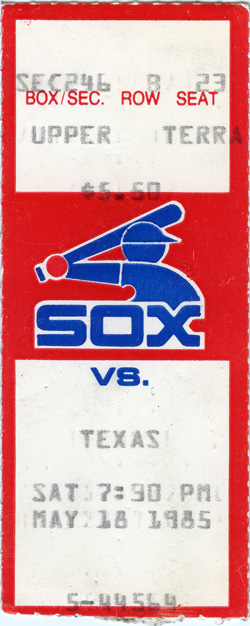 SEC246 B 23
BOX/SEC. ROW SEAT
UPPER TERRA
$5.50
SOX
VS.
TEXAS
SAT 7:30 PM
MAY 18 1985
S-44564